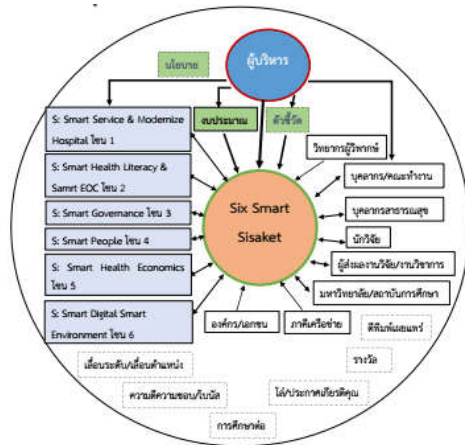 ผู้บริหาร
นโยบาย
งบประมาณ
ตัวชี้วัด
S: Smart Service & Modernize
Hospital โซน 1
S: Smart Health Literacy &
Samrt EOC โซน 2
S: Smart Governance โซน 3
S: Smart People โซน 4
S: Smart Health Economics
โซน 5
S: Smart Digital Smart
Environment โซน 6
Six Smart
Sisaket
วิทยากรผู้วิพากษ์
บุคลากร/คณะทำงาน
บุคลากรสาธารณสุข
นักวิจัย
ผู้ส่งผลงานวิจัย/งานวิชาการ
มหาวิทยาลัย/สถาบันการศึกษา
องค์กร/เอกชน
ภาคีเครือข่าย
ตีพิมพ์เผยแพร่
รางวัล
เลื่อนระดับ/เลื่อนตำแหน่ง
ความดีความชอบ/โบนัส
โล่/ประกาศเกียรติคุณ
การศึกษาต่อ